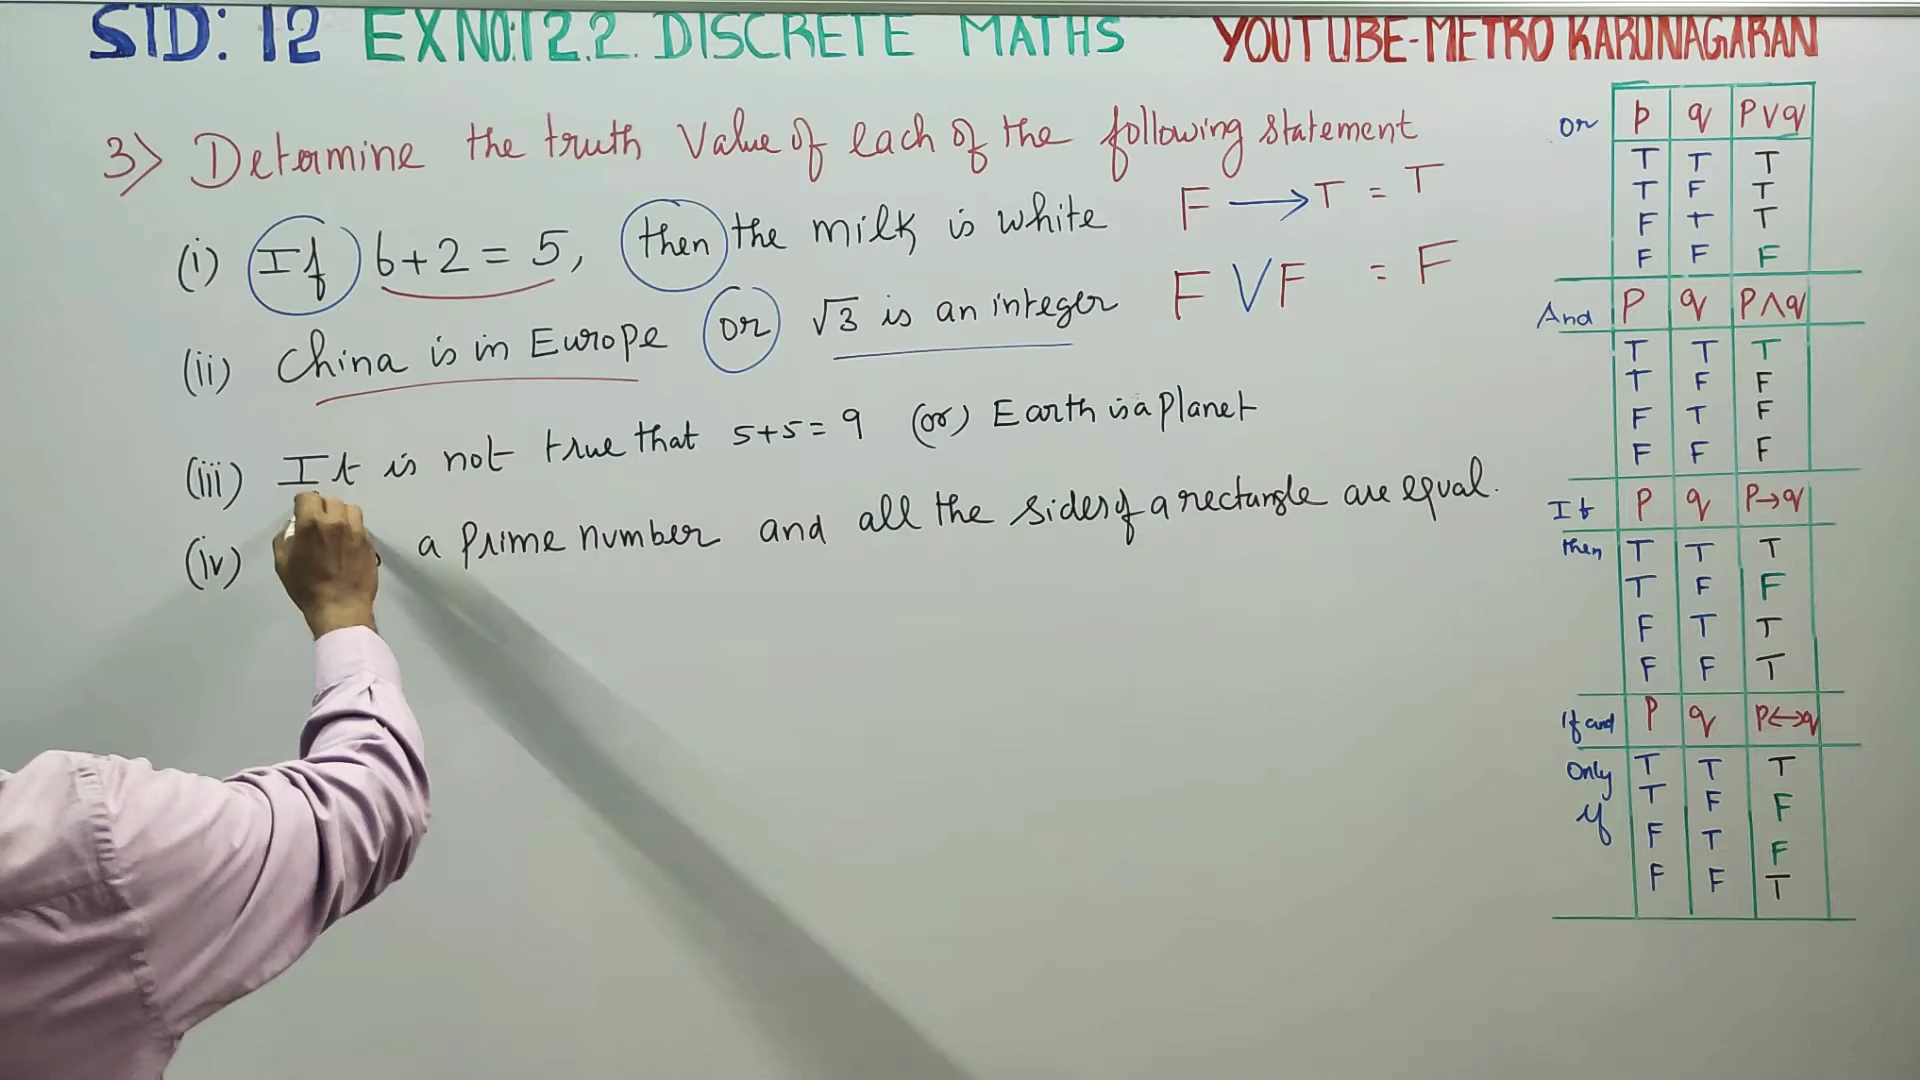 STD: 12 EX NO:12.2. DISCRETE MATHS YOUTUBE-METRO KARUNAGARAN
3) Determine the truth Value of each of the following statement
(i) If 6+2=5, then the milk is white F → T = T
(ii) China is in Europe or √3 is an integer F ∨ F = F
(iii) It is not true that 5+5=9 (or) Earth is a planet
(iv) a Prime number and all the sides of a rectangle are equal.
or p q P∨q
T T T
T F T
F T T
F F F
And P q P∧q
T T T
T F F
F T F
F F F
If P q P→q
then T T T
T F F
F T T
F F T
If and P q P↔q
Only T T T
if T F F
F T F
F F T